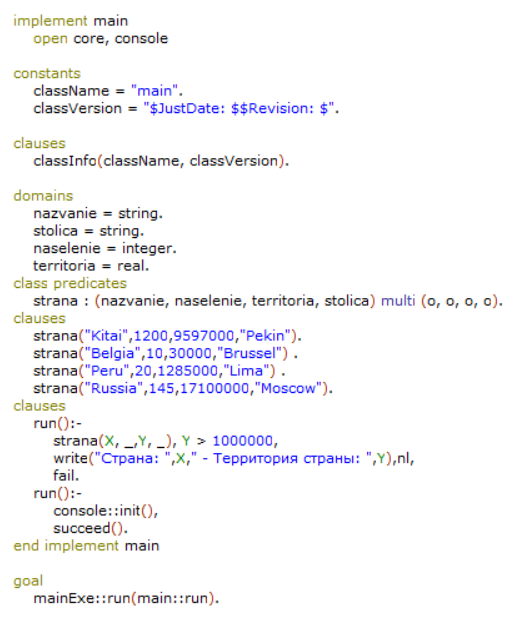 implement main
open core, console
constants
className = "main".
classVersion = "$JustDate: $$Revision: $".
clauses
classInfo(className, classVersion).
domains
nazvanie = string.
stolica = string.
naselenie = integer.
territoria = real.
class predicates
strana : (nazvanie, naselenie, territoria, stolica) multi (o, o, o, o).
clauses
strana("Kitai",1200,9597000,"Pekin").
strana("Belgia",10,30000,"Brussel") .
strana("Peru",20,1285000,"Lima") .
strana("Russia",145,17100000,"Moscow").
clauses
run():-
strana(X, _,Y, _), Y > 1000000,
write("Страна: ",X," - Территория страны: ",Y),nl,
fail.
run():-
console::init(),
succeed().
end implement main
goal
mainExe::run(main::run).